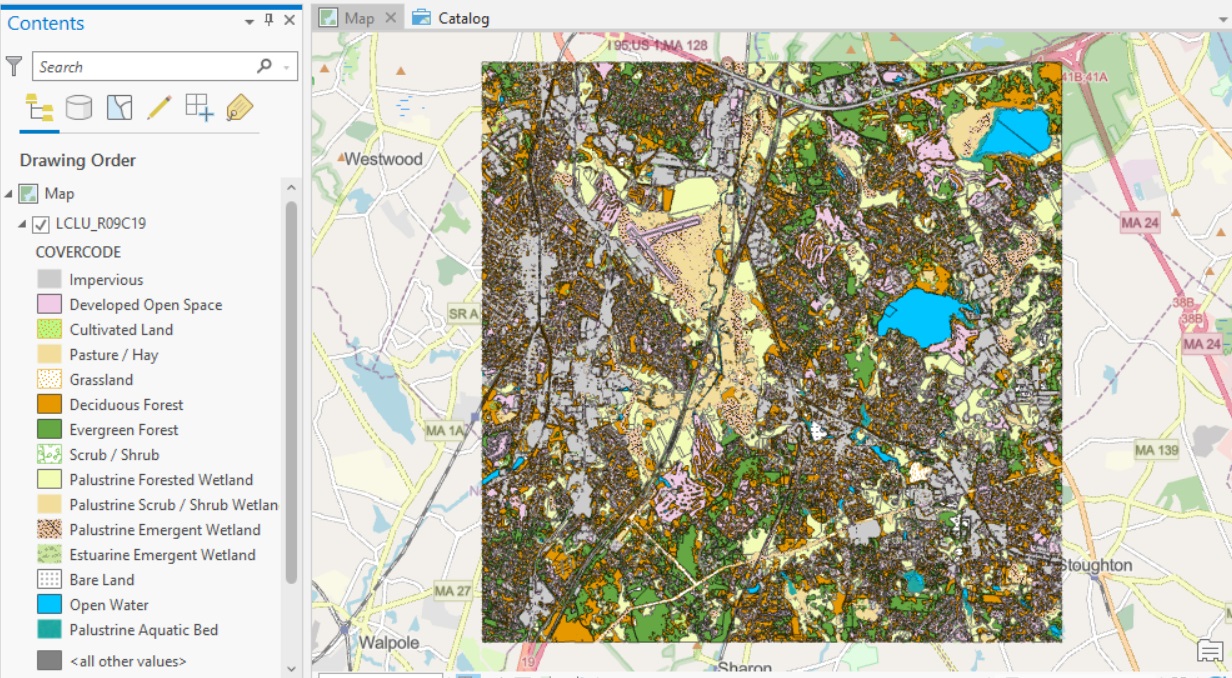 Contents
Map
Catalog
Search
Drawing Order
Map
LCLU_R09C19
COVERCODE
Impervious
Developed Open Space
Cultivated Land
Pasture / Hay
Grassland
Deciduous Forest
Evergreen Forest
Scrub / Shrub
Palustrine Forested Wetland
Palustrine Scrub / Shrub Wetlan
Palustrine Emergent Wetland
Estuarine Emergent Wetland
Bare Land
Open Water
Palustrine Aquatic Bed
<all other values>
I 95;US 1;MA 128
41B 41A
Westwood
MA 24
38B
38B
SR A
MA 24
MA 1A
MA 139
Stoughton
MA 27
Walpole
19
Sharon